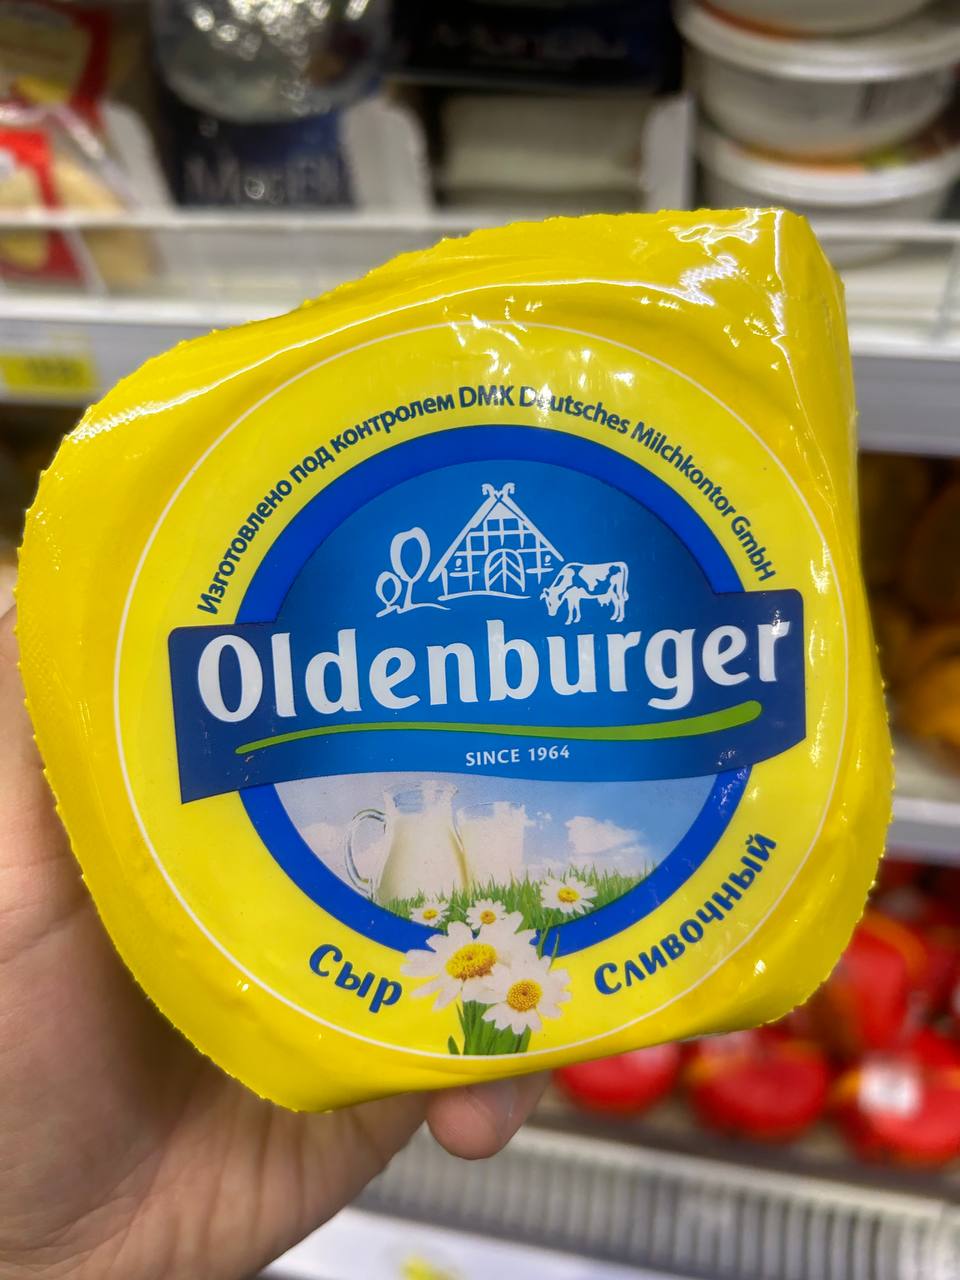 Изготовлено под контролем DMK Deutsches Milchkontor GmbH
Oldenburger
SINCE 1964
Сыр Сливочный